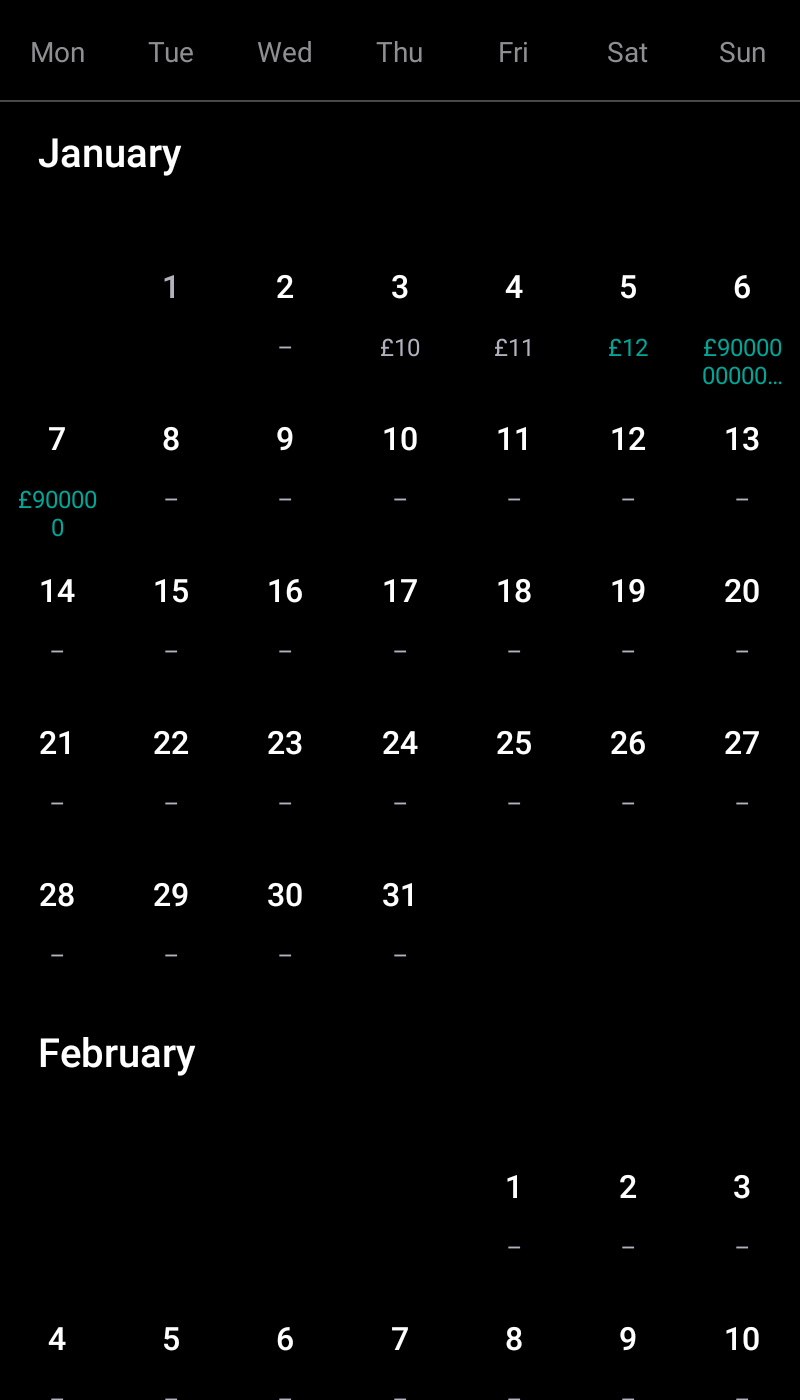 Mon Tue Wed Thu Fri Sat Sun
January
1 2 3 4 5 6
– £10 £11 £12 £90000
00000…
7 8 9 10 11 12 13
£90000 – – – – – –
0
14 15 16 17 18 19 20
– – – – – – –
21 22 23 24 25 26 27
– – – – – – –
28 29 30 31
– – – –
February
1 2 3
– – –
4 5 6 7 8 9 10
– – – – – – –